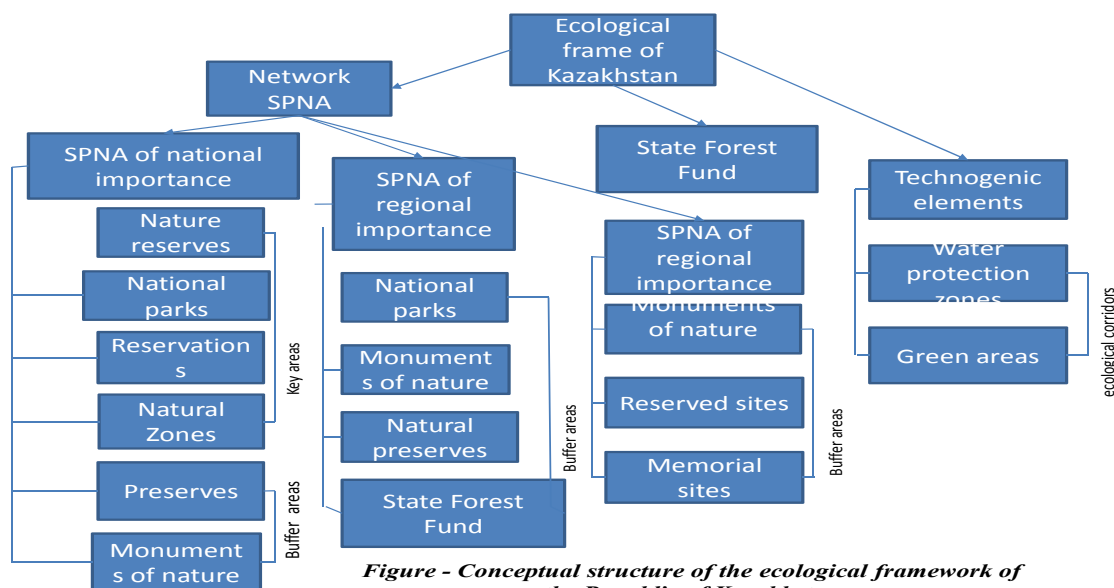 Ecological
frame of
Kazakhstan
Network
SPNA
SPNA of national
importance
Nature
reserves
National
parks
Reservation
s
Natural
Zones
Preserves
Monument
s of nature
Key areas
Buffer areas
SPNA of
regional
importance
National
parks
Monument
s of nature
Natural
preserves
State Forest
Fund
Buffer areas
State Forest
Fund
SPNA of
regional
importance
Monuments
of nature
Reserved sites
Memorial
sites
Buffer areas
Technogenic
elements
Water
protection
zones
Green areas
ecological corridors
Figure - Conceptual structure of the ecological framework of